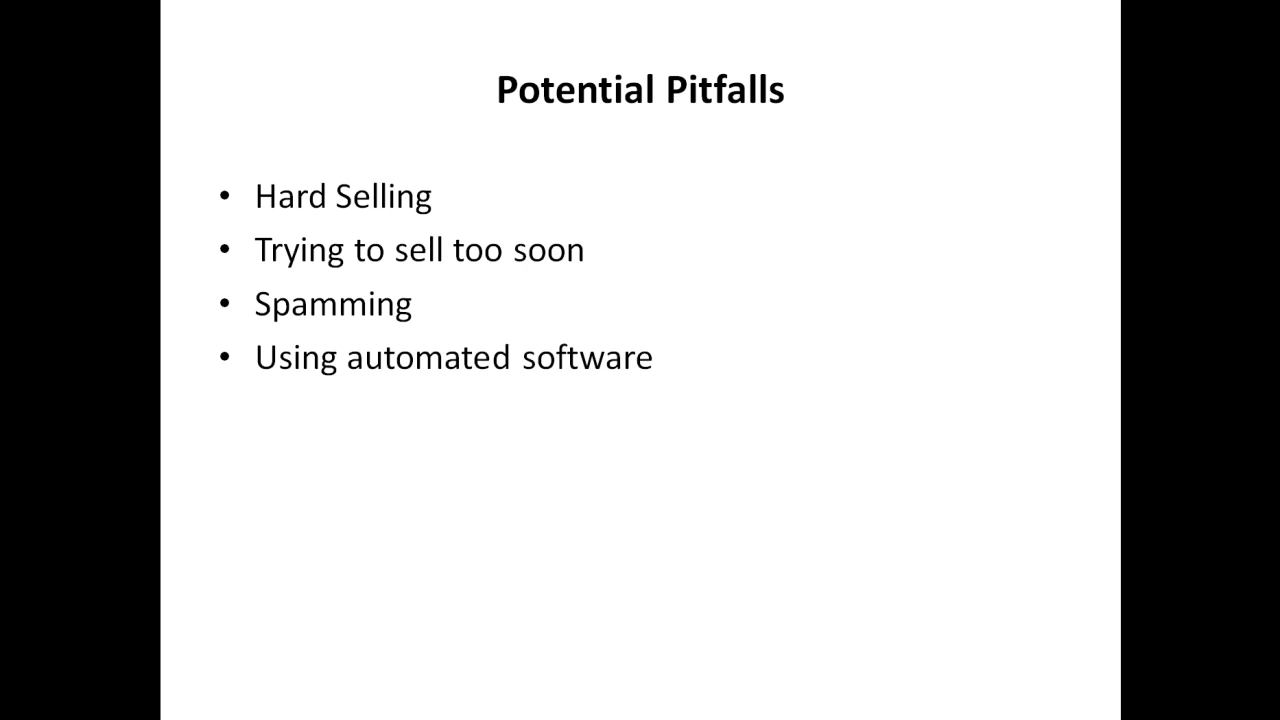 Potential Pitfalls
• Hard Selling
• Trying to sell too soon
• Spamming
• Using automated software